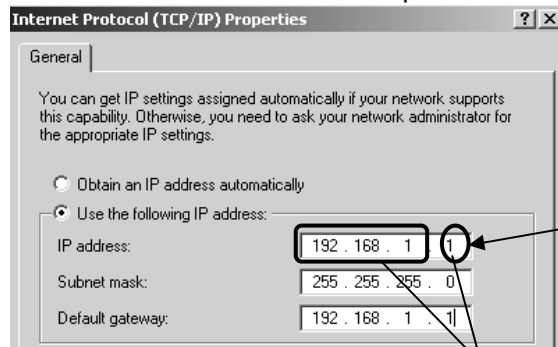 Internet Protocol (TCP/IP) Properties ? X
General
You can get IP settings assigned automatically if your network supports
this capability. Otherwise, you need to ask your network administrator for
the appropriate IP settings.
Obtain an IP address automatically
Use the following IP address:
IP address: 192 . 168 . 1 . 1
Subnet mask: 255 . 255 . 255 . 0
Default gateway: 192 . 168 . 1 . 1